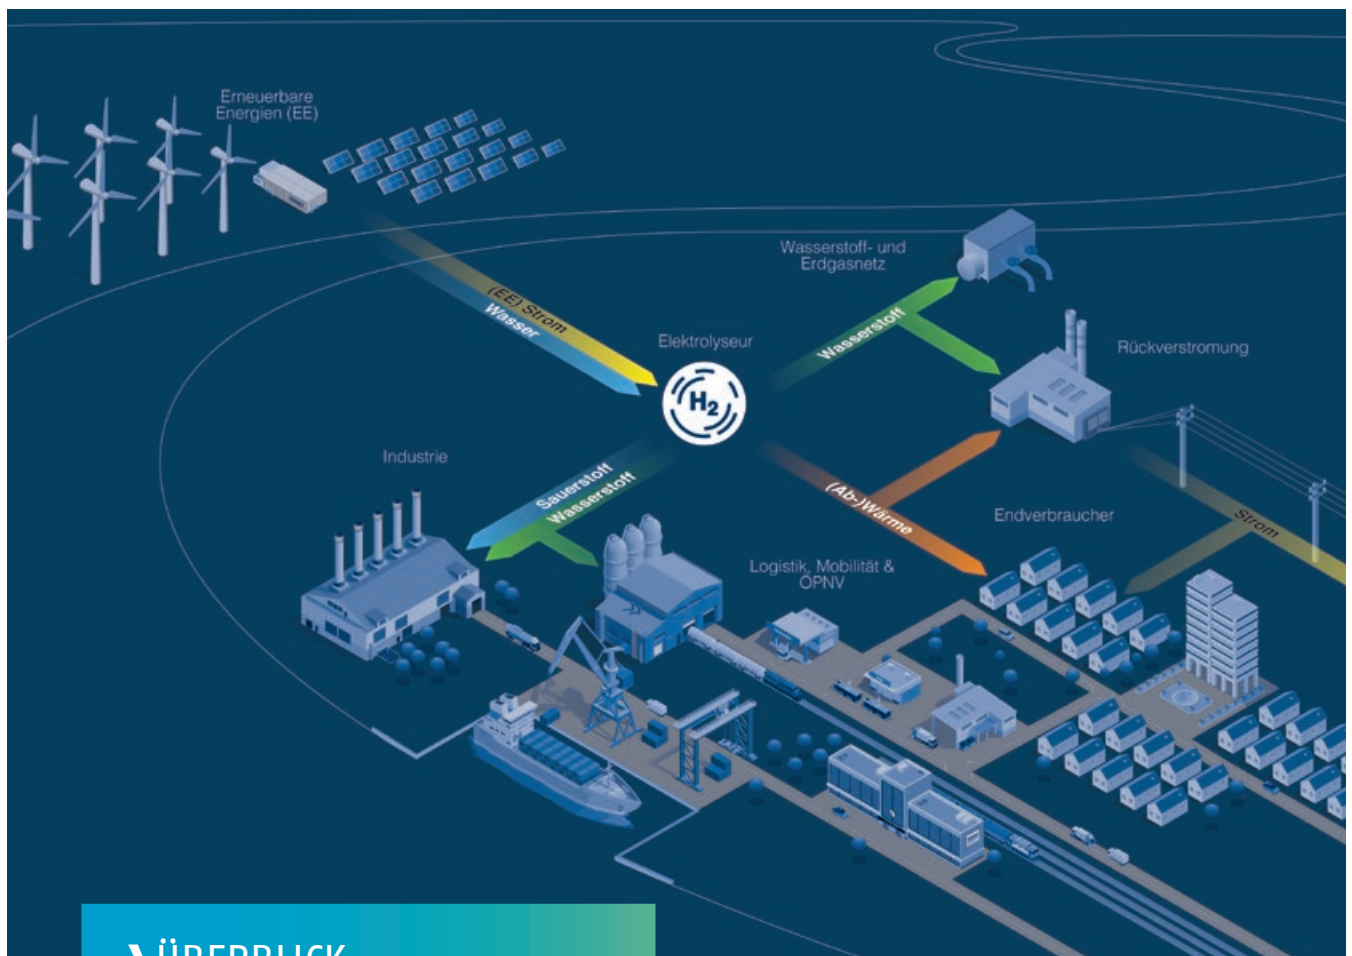 Erneuerbare
Energien (EE)
(EE) Strom
Wasser
Wasserstoff- und
Erdgasnetz
Wasserstoff
Elektrolyseur
H2
Rückverstromung
Industrie
Sauerstoff
Wasserstoff
(Ab-)Wärme
Endverbraucher
Strom
Logistik, Mobilität &
ÖPNV
ÜBERBLICK